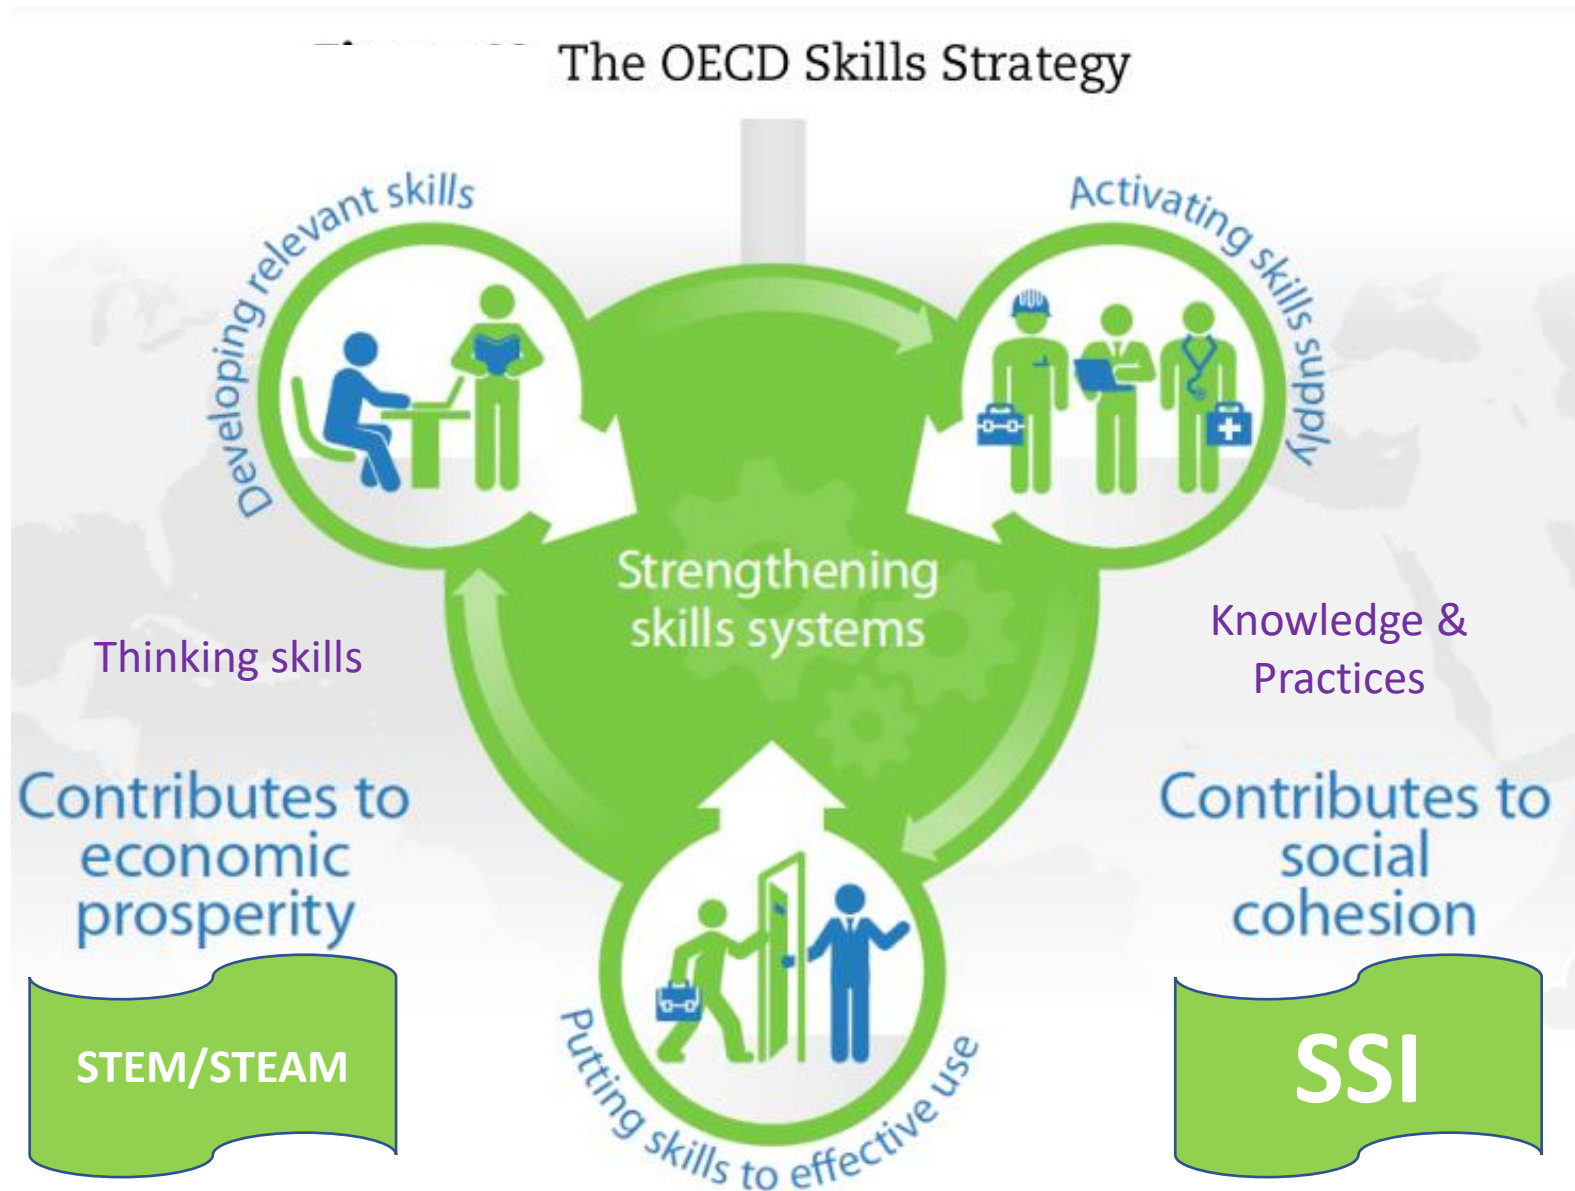 The OECD Skills Strategy
Developing relevant skills
Activating skills supply
Strengthening
skills systems
Thinking skills
Knowledge &
Practices
Contributes to
economic
prosperity
Contributes to
social
cohesion
STEM/STEAM
SSI
Putting skills to effective use